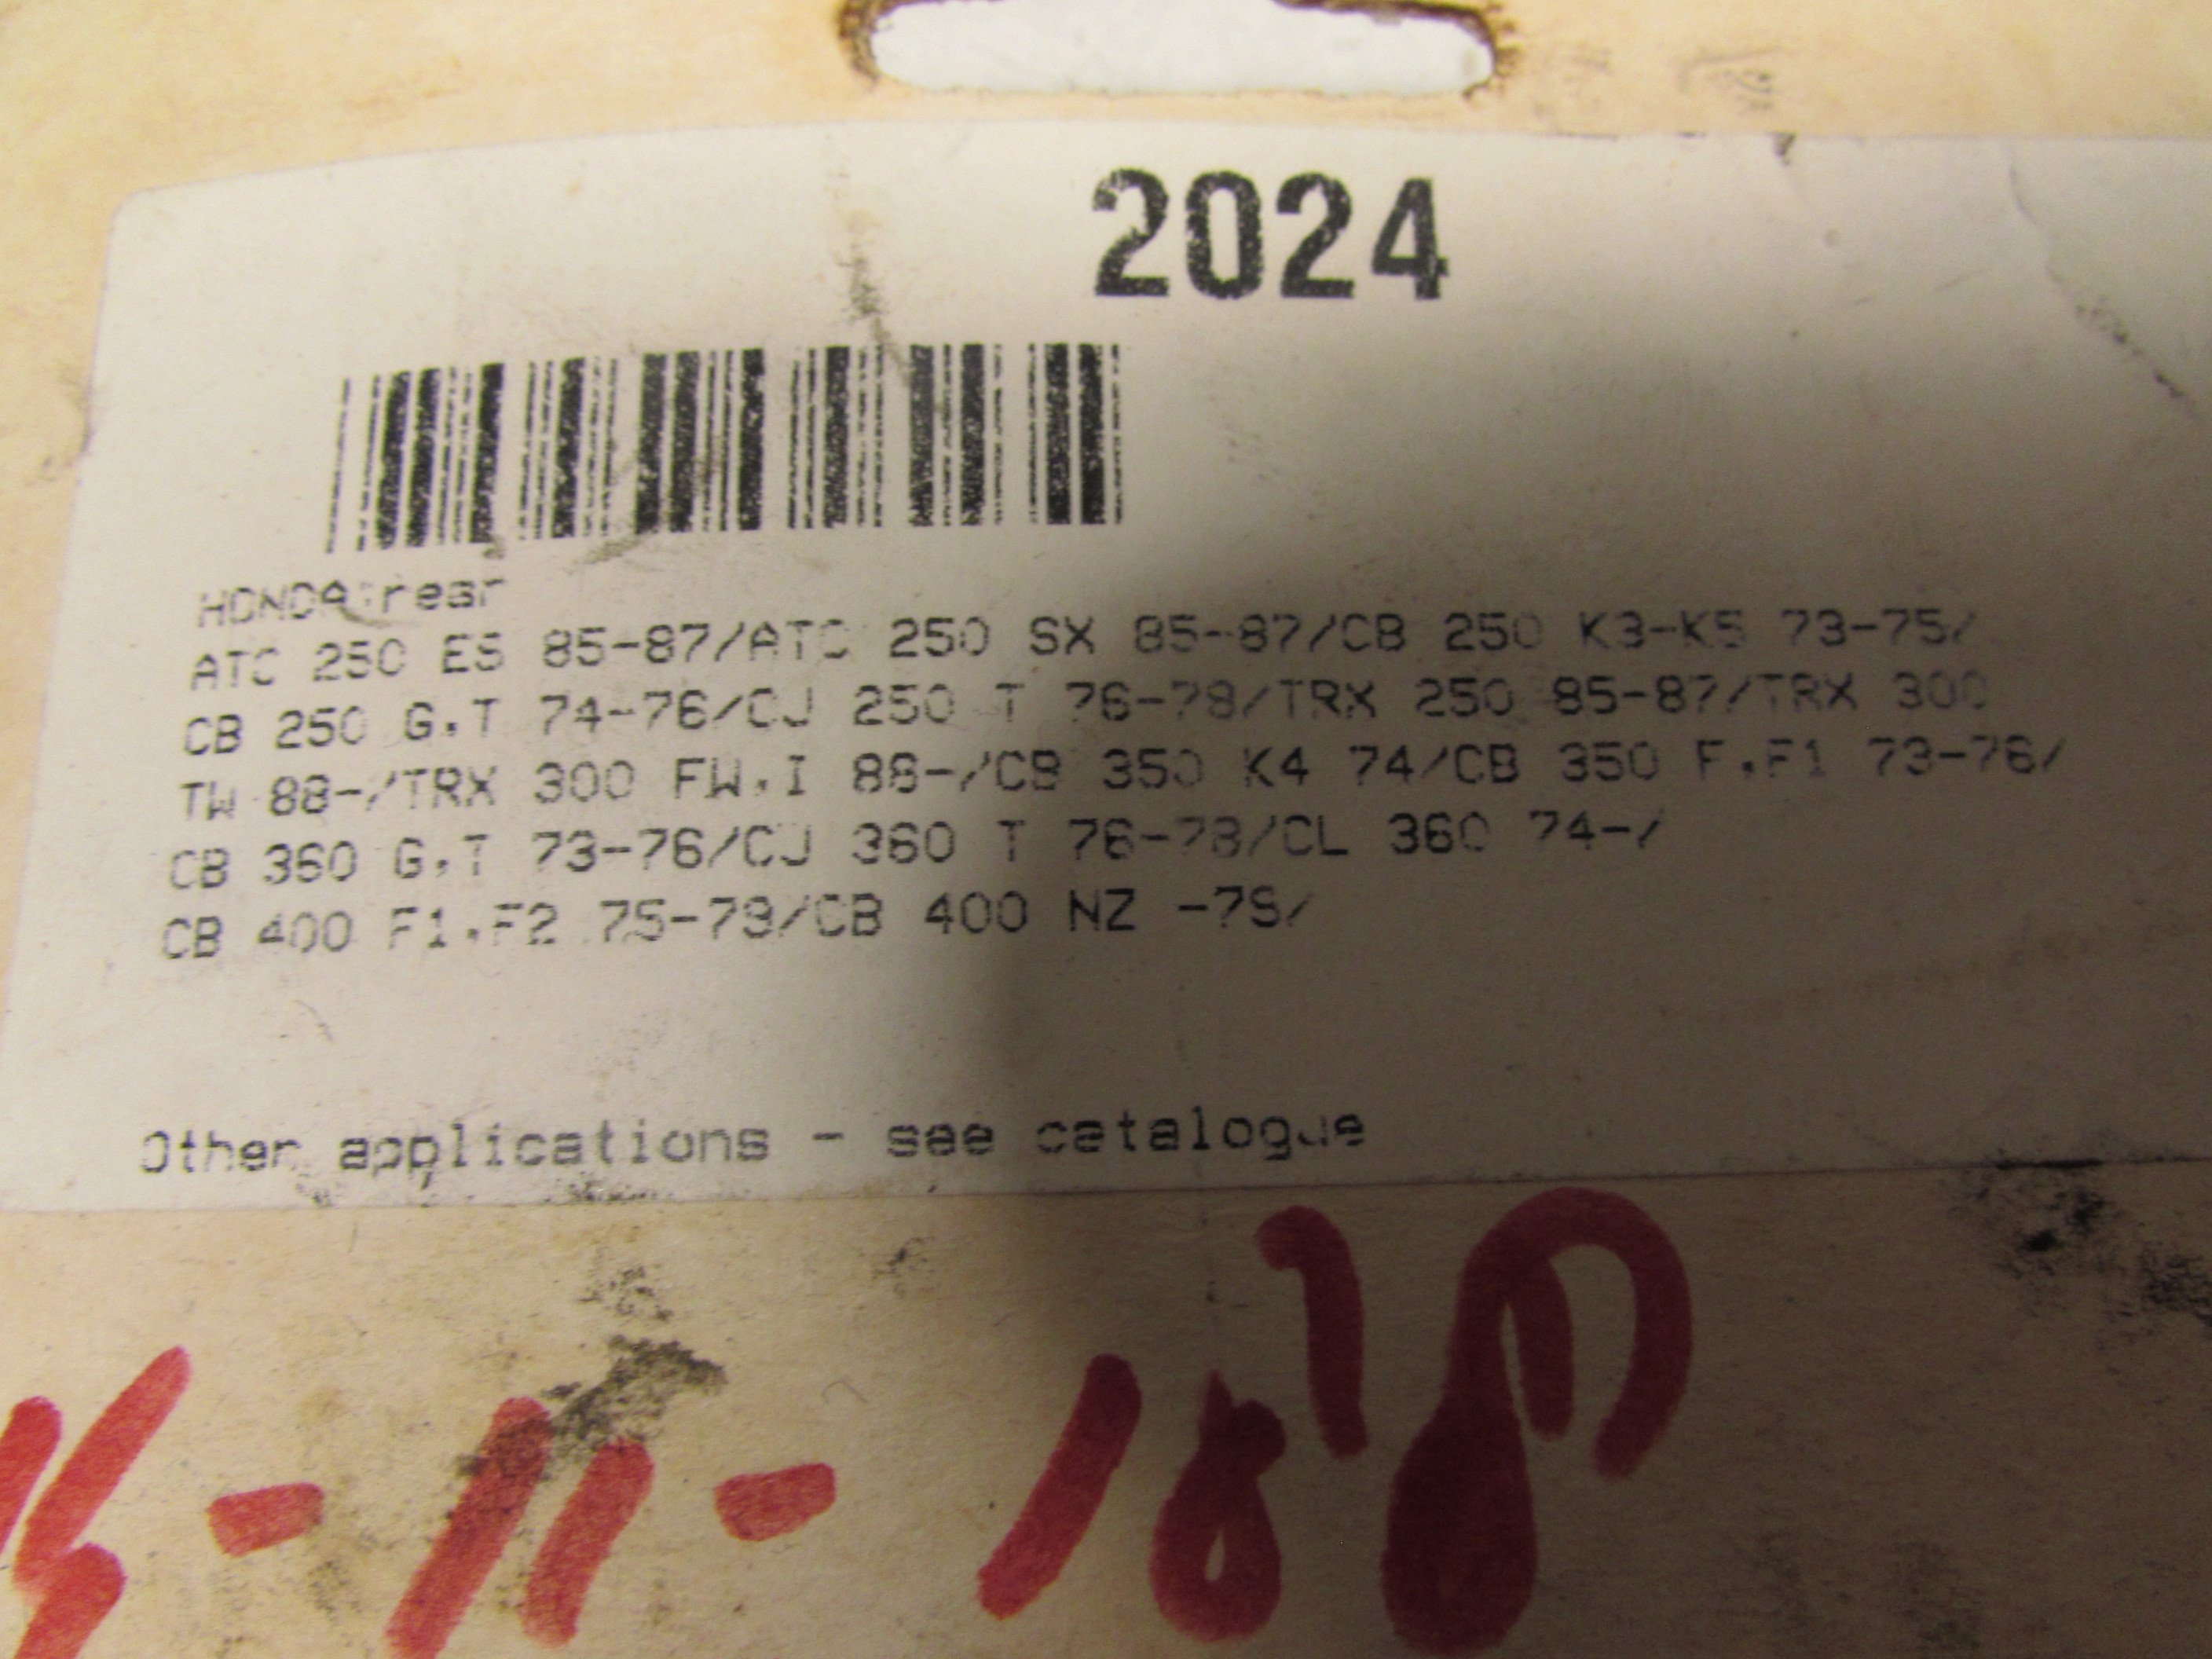 2024
HONDA:rear
ATC 250 ES 85-87/ATC 250 SX 85-87/CB 250 K3-K5 73-75/
CB 250 G.T 74-76/CJ 250 T 76-78/TRX 250 85-87/TRX 300
TW 88-/TRX 300 FW.I 88-/CB 350 K4 74/CB 350 F.F1 73-76/
CB 360 G.T 73-76/CJ 360 T 76-78/CL 360 74-/
CB 400 F1.F2 75-79/CB 400 NZ
Other applications - see catalogue